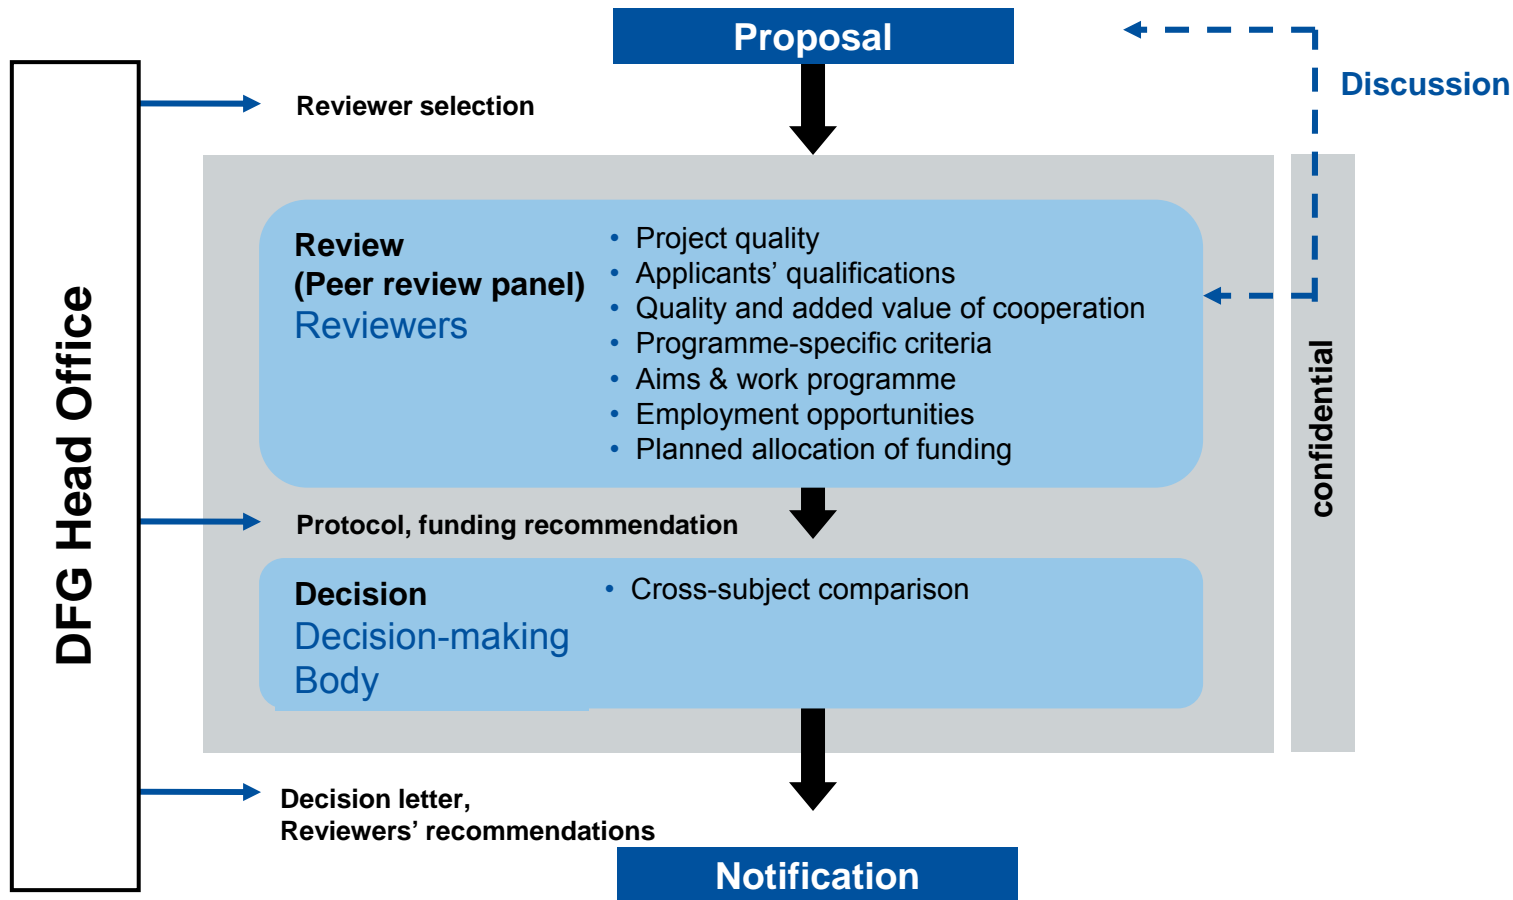 Proposal
Discussion
Reviewer selection
DFG Head Office
Review
(Peer review panel)
Reviewers
• Project quality
• Applicants’ qualifications
• Quality and added value of cooperation
• Programme-specific criteria
• Aims & work programme
• Employment opportunities
• Planned allocation of funding
confidential
Protocol, funding recommendation
Decision
Decision-making
Body
• Cross-subject comparison
Decision letter,
Reviewers’ recommendations
Notification